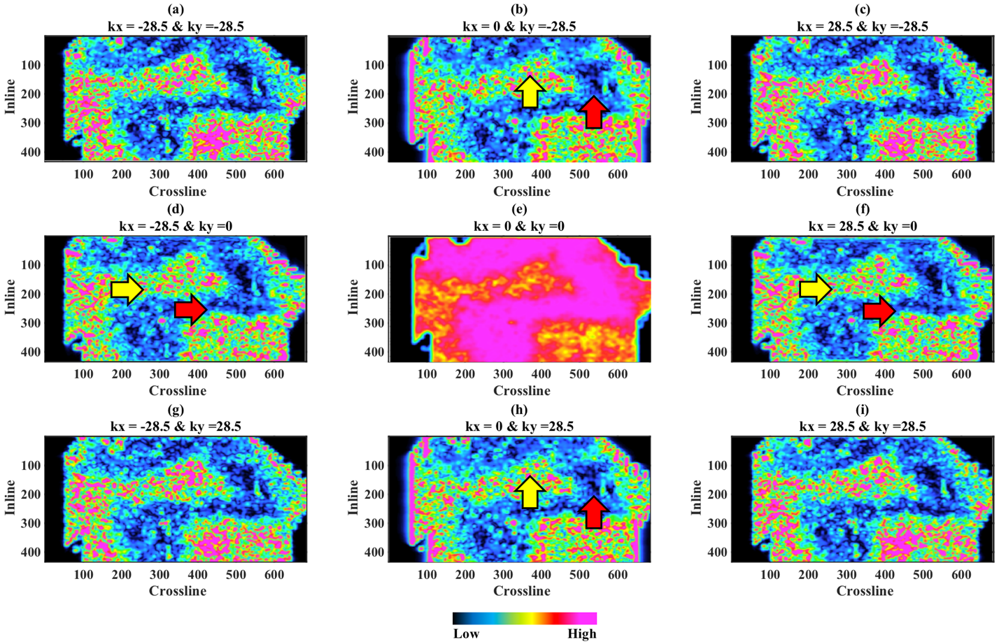 (a)
kx = -28.5 & ky =-28.5
Inline
100
200
300
400
100 200 300 400 500 600
Crossline
(b)
kx = 0 & ky =-28.5
Inline
100
200
300
400
100 200 300 400 500 600
Crossline
(c)
kx = 28.5 & ky =-28.5
Inline
100
200
300
400
100 200 300 400 500 600
Crossline
(d)
kx = -28.5 & ky =0
Inline
100
200
300
400
100 200 300 400 500 600
Crossline
(e)
kx = 0 & ky =0
Inline
100
200
300
400
100 200 300 400 500 600
Crossline
(f)
kx = 28.5 & ky =0
Inline
100
200
300
400
100 200 300 400 500 600
Crossline
(g)
kx = -28.5 & ky =28.5
Inline
100
200
300
400
100 200 300 400 500 600
Crossline
(h)
kx = 0 & ky =28.5
Inline
100
200
300
400
100 200 300 400 500 600
Crossline
(i)
kx = 28.5 & ky =28.5
Inline
100
200
300
400
100 200 300 400 500 600
Crossline
Low High